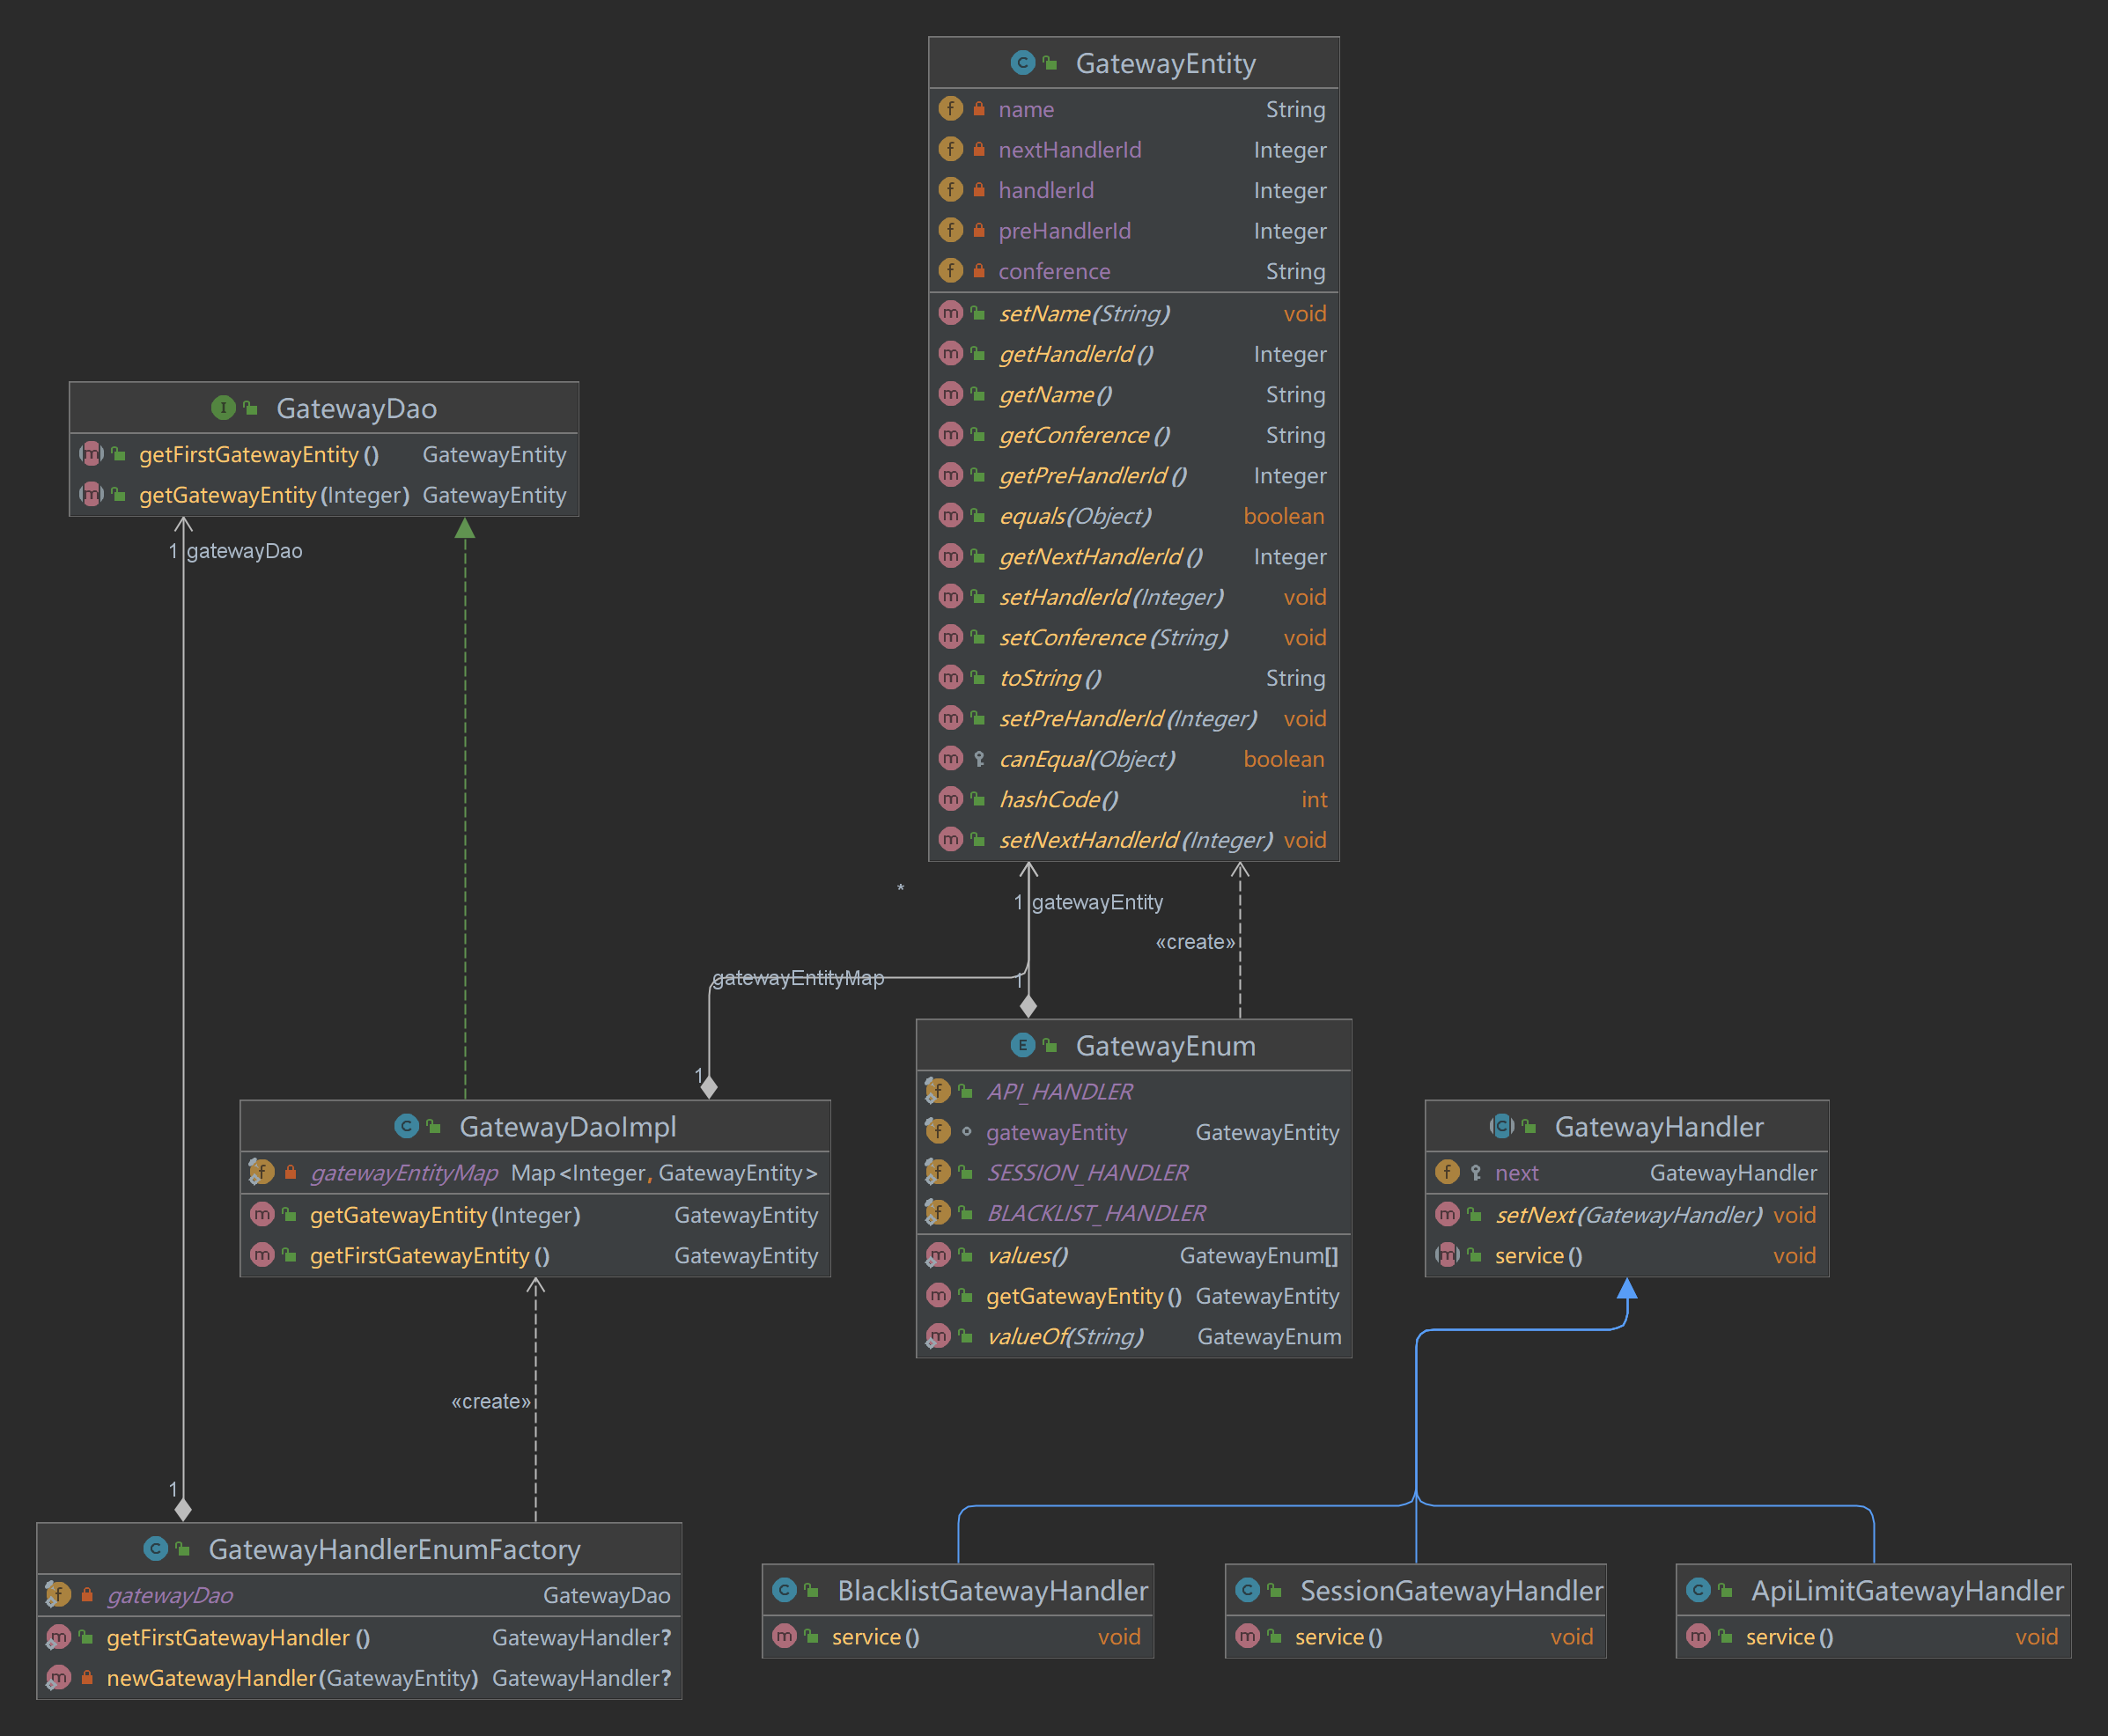 GatewayEntity
name String
nextHandlerId Integer
handlerId Integer
preHandlerId Integer
conference String
setName(String) void
getHandlerId() Integer
getName() String
getConference() String
getPreHandlerId() Integer
equals(Object) boolean
getNextHandlerId() Integer
setHandlerId(Integer) void
setConference(String) void
toString() String
setPreHandlerId(Integer) void
canEqual(Object) boolean
hashCode() int
setNextHandlerId(Integer) void
GatewayDao
getFirstGatewayEntity() GatewayEntity
getGatewayEntity(Integer) GatewayEntity
1 gatewayDao
*
1 gatewayEntity
«create»
gatewayEntityMap
1
1
GatewayEnum
API_HANDLER
gatewayEntity GatewayEntity
SESSION_HANDLER
BLACKLIST_HANDLER
values() GatewayEnum[]
getGatewayEntity() GatewayEntity
valueOf(String) GatewayEnum
GatewayDaoImpl
gatewayEntityMap Map<Integer, GatewayEntity>
getGatewayEntity(Integer) GatewayEntity
getFirstGatewayEntity() GatewayEntity
GatewayHandler
next GatewayHandler
setNext(GatewayHandler) void
service() void
«create»
1
GatewayHandlerEnumFactory
gatewayDao GatewayDao
getFirstGatewayHandler() GatewayHandler?
newGatewayHandler(GatewayEntity) GatewayHandler?
BlacklistGatewayHandler
service() void
SessionGatewayHandler
service() void
ApiLimitGatewayHandler
service() void